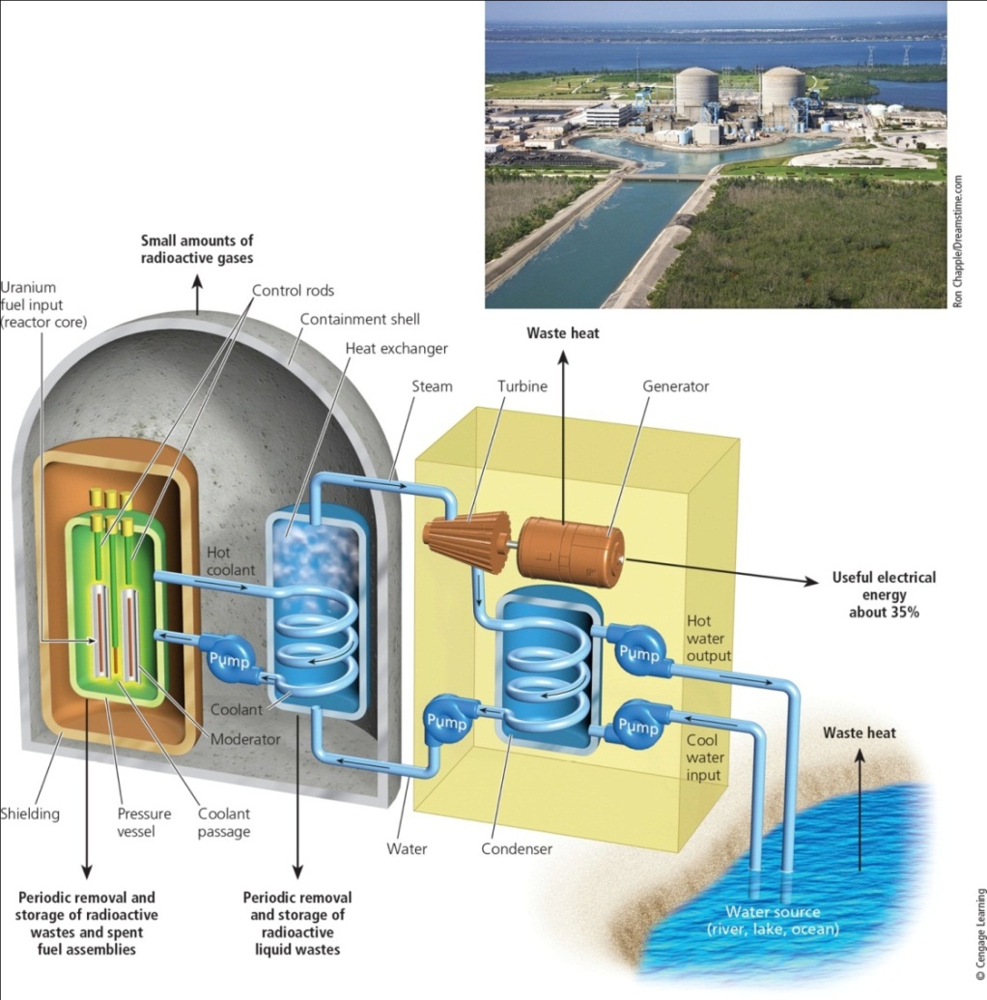 Ron Chapple/Dreamstime.com
Small amounts of
radioactive gases
Uranium
fuel input
(reactor core)
Control rods
Containment shell
Heat exchanger
Waste heat
Steam
Turbine
Generator
Hot
coolant
Useful electrical
energy
about 35%
Hot
water
output
Pump
Pump
Pump
Pump
Coolant
Moderator
Cool
water
input
Waste heat
Shielding
Pressure
vessel
Coolant
passage
Water
Condenser
Periodic removal and
storage of radioactive
wastes and spent
fuel assemblies
Periodic removal
and storage of
radioactive
liquid wastes
Water source
(river, lake, ocean)
© Cengage Learning